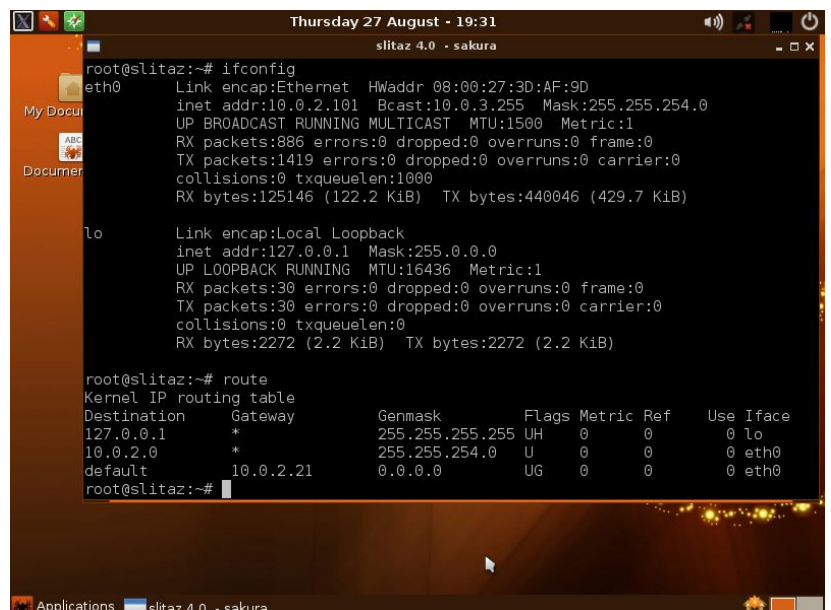 Thursday 27 August - 19:31
slitaz 4.0 - sakura
My Docu
ABC
Documer
root@slitaz:~# ifconfig
eth0 Link encap:Ethernet HWaddr 08:00:27:3D:AF:9D
inet addr:10.0.2.101 Bcast:10.0.3.255 Mask:255.255.254.0
UP BROADCAST RUNNING MULTICAST MTU:1500 Metric:1
RX packets:886 errors:0 dropped:0 overruns:0 frame:0
TX packets:1419 errors:0 dropped:0 overruns:0 carrier:0
collisions:0 txqueuelen:1000
RX bytes:125146 (122.2 KiB) TX bytes:440046 (429.7 KiB)
lo Link encap:Local Loopback
inet addr:127.0.0.1 Mask:255.0.0.0
UP LOOPBACK RUNNING MTU:16436 Metric:1
RX packets:30 errors:0 dropped:0 overruns:0 frame:0
TX packets:30 errors:0 dropped:0 overruns:0 carrier:0
collisions:0 txqueuelen:0
RX bytes:2272 (2.2 KiB) TX bytes:2272 (2.2 KiB)
root@slitaz:~# route
Kernel IP routing table
Destination Gateway Genmask Flags Metric Ref Use Iface
127.0.0.1 * 255.255.255.255 UH 0 0 0 lo
10.0.2.0 * 255.255.254.0 U 0 0 0 eth0
default 10.0.2.21 0.0.0.0 UG 0 0 0 eth0
root@slitaz:~#
Applications slitaz 4.0 - sakura